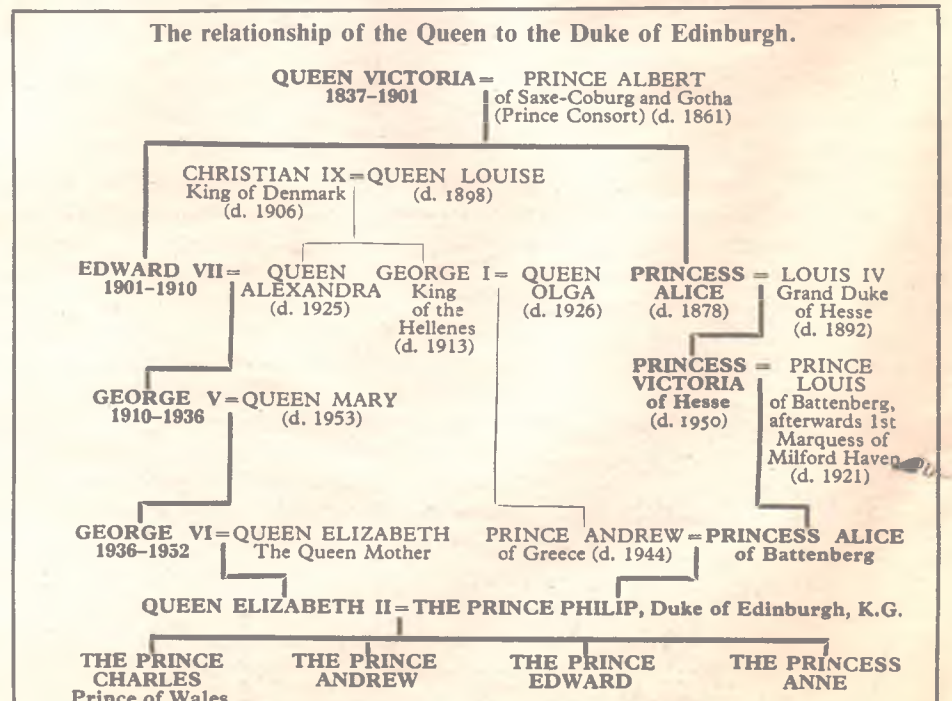 The relationship of the Queen to the Duke of Edinburgh.
QUEEN VICTORIA = PRINCE ALBERT
1837–1901 of Saxe-Coburg and Gotha
(Prince Consort) (d. 1861)
CHRISTIAN IX = QUEEN LOUISE
King of Denmark (d. 1898)
(d. 1906)
EDWARD VII = QUEEN GEORGE I = QUEEN PRINCESS = LOUIS IV
1901–1910 ALEXANDRA King OLGA ALICE Grand Duke
(d. 1925) of the (d. 1926) (d. 1878) of Hesse
Hellenes (d. 1892)
(d. 1913)
PRINCESS = PRINCE
VICTORIA LOUIS
GEORGE V = QUEEN MARY of Hesse of Battenberg,
1910–1936 (d. 1953) (d. 1950) afterwards 1st
Marquess of
Milford Haven
(d. 1921)
GEORGE VI = QUEEN ELIZABETH PRINCE ANDREW = PRINCESS ALICE
1936–1952 The Queen Mother of Greece (d. 1944) of Battenberg
QUEEN ELIZABETH II = THE PRINCE PHILIP, Duke of Edinburgh, K.G.
THE PRINCE THE PRINCE THE PRINCE THE PRINCESS
CHARLES ANDREW EDWARD ANNE
Prince of Wales